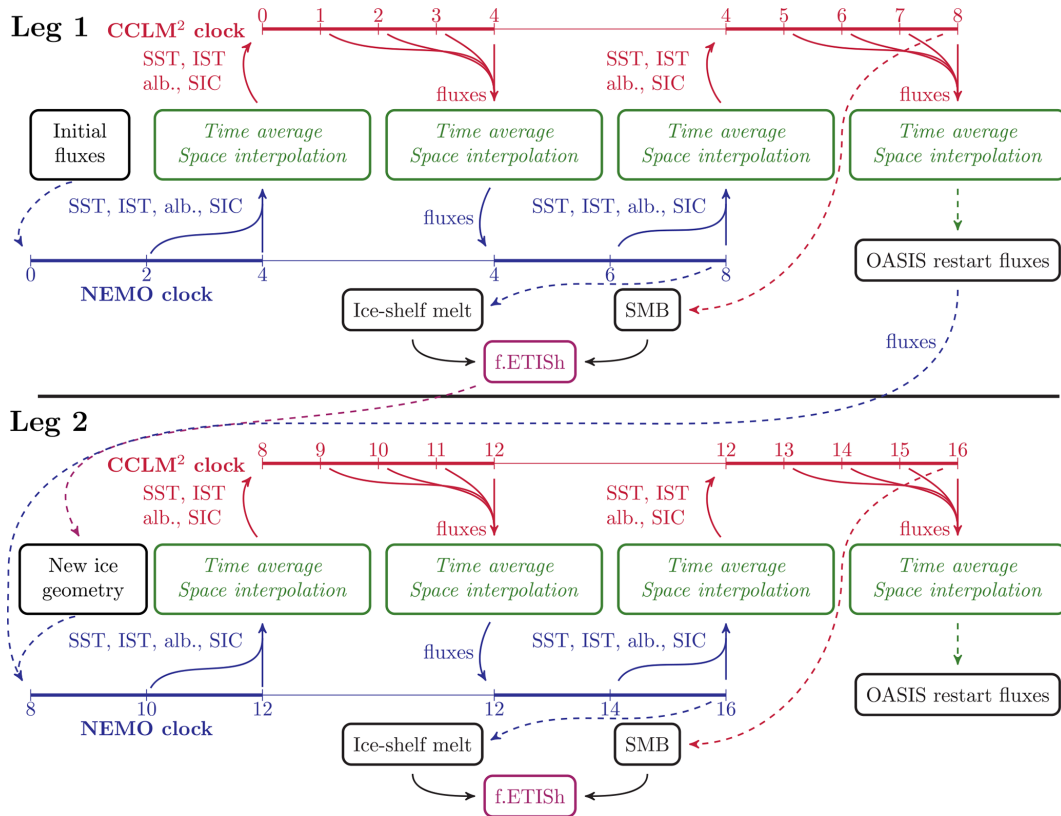 Leg 1
CCLM² clock
0 1 2 3 4 4 5 6 7 8
SST, IST
alb., SIC
fluxes
SST, IST
alb., SIC
fluxes
Initial
fluxes
Time average
Space interpolation
Time average
Space interpolation
Time average
Space interpolation
Time average
Space interpolation
SST, IST, alb., SIC
fluxes
SST, IST, alb., SIC
OASIS restart fluxes
0 2 4 4 6 8
NEMO clock
Ice-shelf melt
SMB
fluxes
f.ETISh
Leg 2
CCLM² clock
8 9 10 11 12 12 13 14 15 16
SST, IST
alb., SIC
fluxes
SST, IST
alb., SIC
fluxes
New ice
geometry
Time average
Space interpolation
Time average
Space interpolation
Time average
Space interpolation
Time average
Space interpolation
SST, IST, alb., SIC
fluxes
SST, IST, alb., SIC
OASIS restart fluxes
8 10 12 12 14 16
NEMO clock
Ice-shelf melt
SMB
f.ETISh